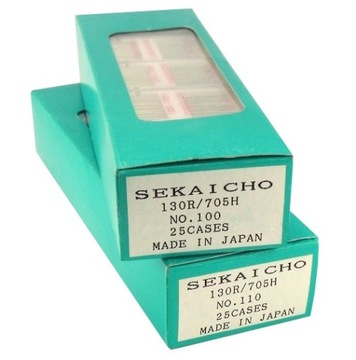 SEKAICHO
130R/705H
NO.100
25CASES
MADE IN JAPAN
SEKAICHO
130R/705H
NO.110
25CASES
MADE IN JAPAN